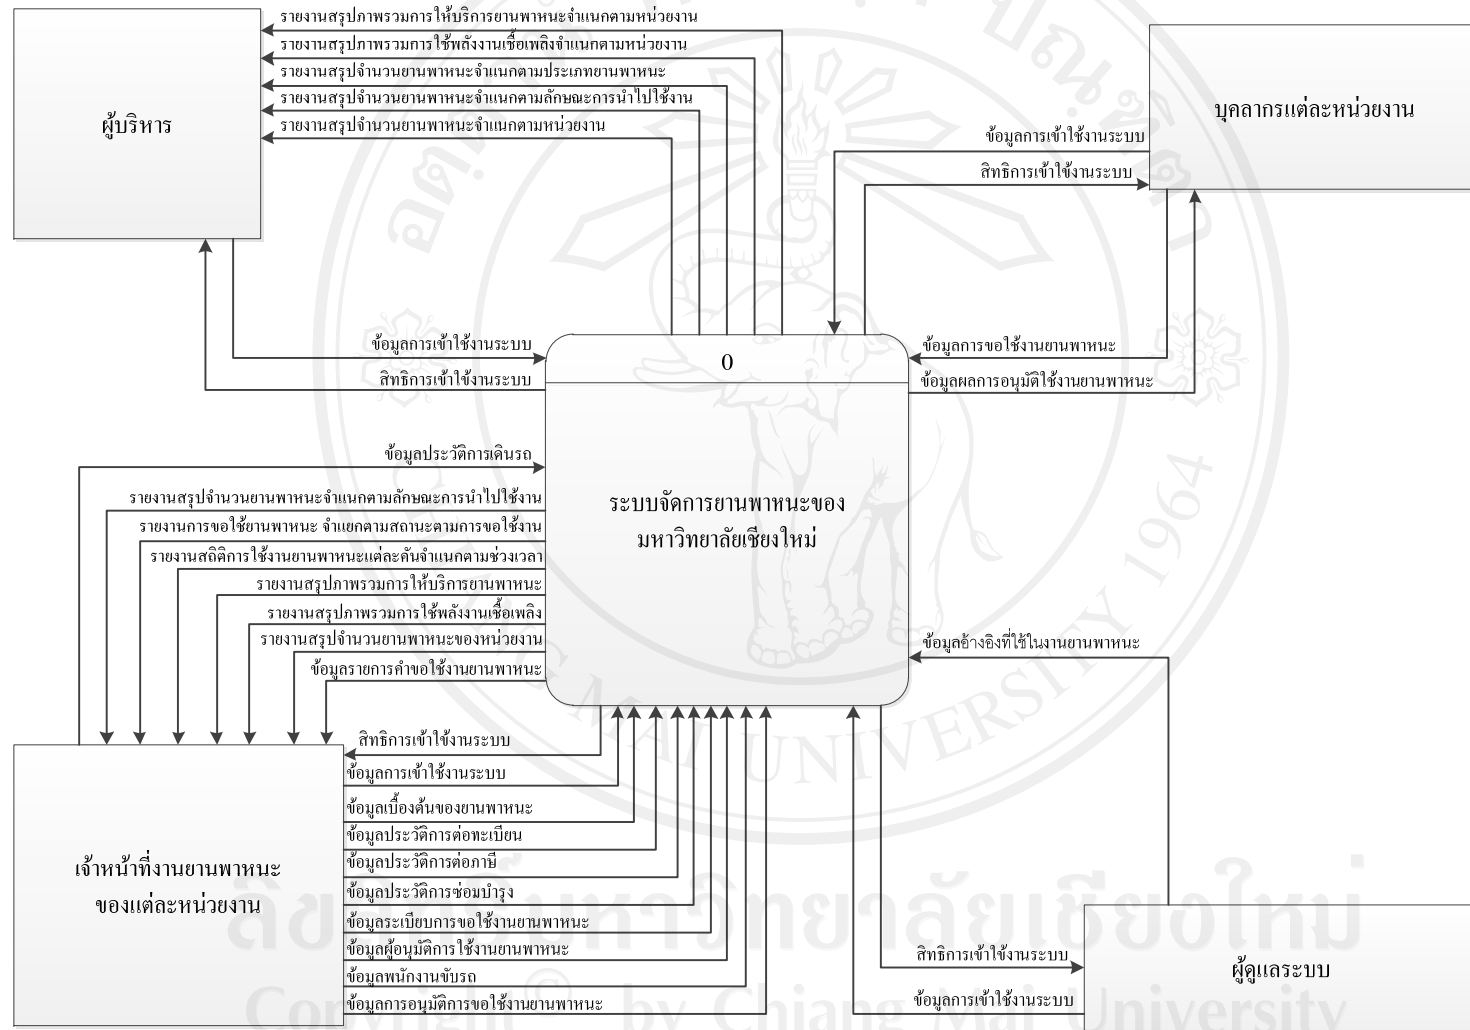 รายงานสรุปภาพรวมการให้บริการยานพาหนะจำแนกตามหน่วยงาน
รายงานสรุปภาพรวมการใช้พลังงานเชื้อเพลิงจำแนกตามหน่วยงาน
รายงานสรุปจำนวนยานพาหนะจำแนกตามประเภทยานพาหนะ
รายงานสรุปจำนวนยานพาหนะจำแนกตามลักษณะการนำไปใช้งาน
รายงานสรุปจำนวนยานพาหนะจำแนกตามหน่วยงาน
ผู้บริหาร
บุคลากรแต่ละหน่วยงาน
ข้อมูลการเข้าใช้งานระบบ
สิทธิการเข้าใช้งานระบบ
ข้อมูลการเข้าใช้งานระบบ
สิทธิการเข้าใช้งานระบบ
0
ข้อมูลการขอใช้งานยานพาหนะ
ข้อมูลผลการอนุมัติใช้งานยานพาหนะ
ระบบจัดการยานพาหนะของ
มหาวิทยาลัยเชียงใหม่
ข้อมูลประวัติการเดินรถ
รายงานสรุปจำนวนยานพาหนะจำแนกตามลักษณะการนำไปใช้งาน
รายงานการขอใช้ยานพาหนะ จำแยกตามสถานะตามการขอใช้งาน
รายงานสถิติการใช้งานยานพาหนะแต่ละคันจำแนกตามช่วงเวลา
รายงานสรุปภาพรวมการให้บริการยานพาหนะ
รายงานสรุปภาพรวมการใช้พลังงานเชื้อเพลิง
รายงานสรุปจำนวนยานพาหนะของหน่วยงาน
ข้อมูลรายการคำขอใช้งานยานพาหนะ
ข้อมูลอ้างอิงที่ใช้ในงานยานพาหนะ
สิทธิการเข้าใช้งานระบบ
ข้อมูลการเข้าใช้งานระบบ
ข้อมูลเบื้องต้นของยานพาหนะ
ข้อมูลประวัติการต่อทะเบียน
ข้อมูลประวัติการต่อภาษี
ข้อมูลประวัติการซ่อมบำรุง
ข้อมูลระเบียบการขอใช้งานยานพาหนะ
ข้อมูลผู้อนุมัติการใช้งานยานพาหนะ
ข้อมูลพนักงานขับรถ
ข้อมูลการอนุมัติการขอใช้งานยานพาหนะ
เจ้าหน้าที่งานยานพาหนะ
ของแต่ละหน่วยงาน
สิทธิการเข้าใช้งานระบบ
ข้อมูลการเข้าใช้งานระบบ
ผู้ดูแลระบบ
MAI UNIVERSITY 1964
ลิขสิทธิ์มหาวิทยาลัยเชียงใหม่
Copyright © by Chiang Mai University